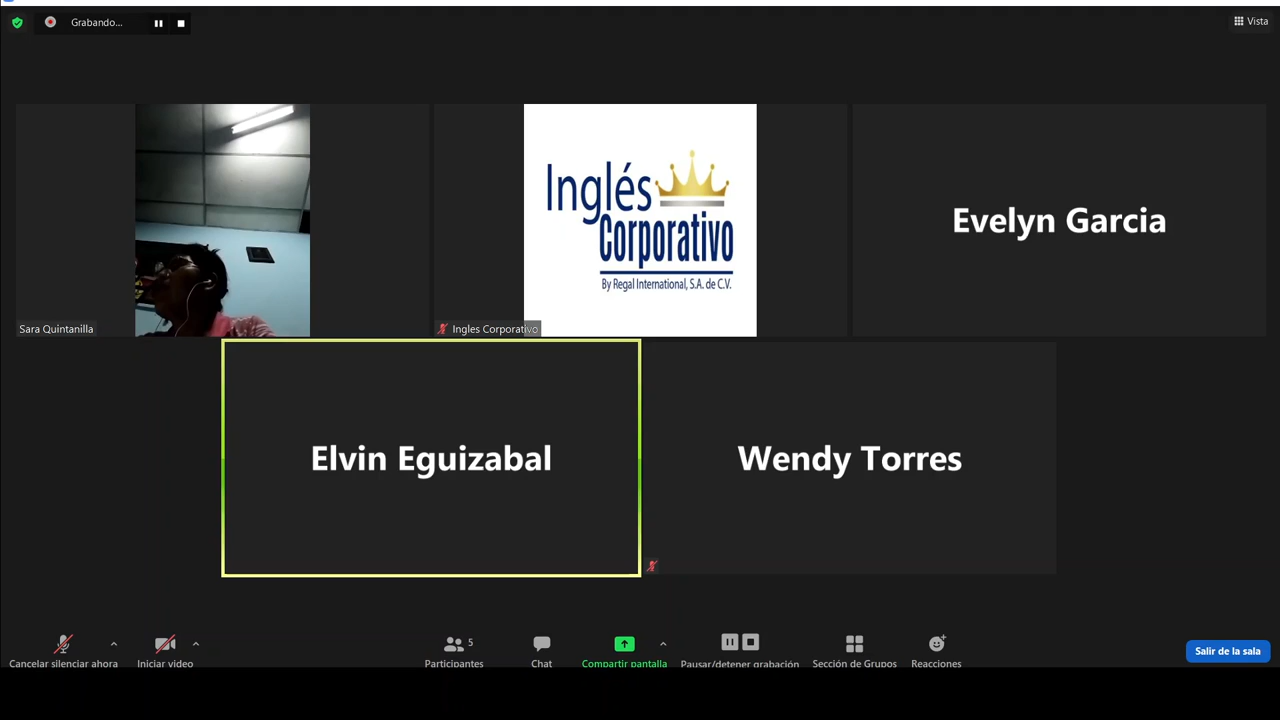 Grabando...
Vista
Inglés
Corporativo
By Regal International, S.A. de C.V.
Evelyn Garcia
Sara Quintanilla
Ingles Corporativo
Elvin Eguizabal
Wendy Torres
5
Cancelar silenciar ahora
Iniciar video
Participantes
Chat
Compartir pantalla
Pausar/detener grabación
Sección de Grupos
Reacciones
Salir de la sala